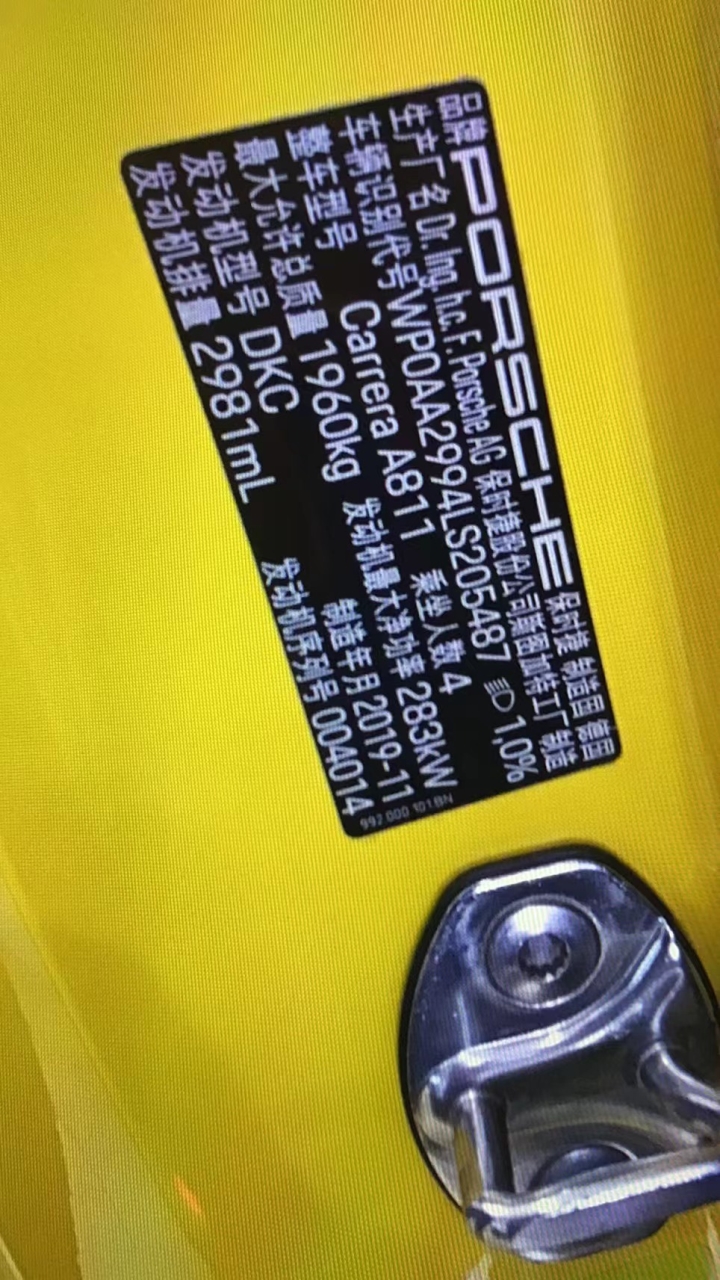 品牌 PORSCHE 保时捷 制造国 德国
生产厂名 Dr. Ing. h.c. F. Porsche AG 保时捷股份公司斯图加特工厂 制造
车辆识别代号 WP0AA2994LS205487 1,0%
整车型号 Carrera A811 乘坐人数 4
最大允许总质量 1960kg 发动机最大净功率 283kW
发动机型号 DKC 制造年月 2019-11
发动机排量 2981mL 发动机序列号 004014
992.000.101.BN